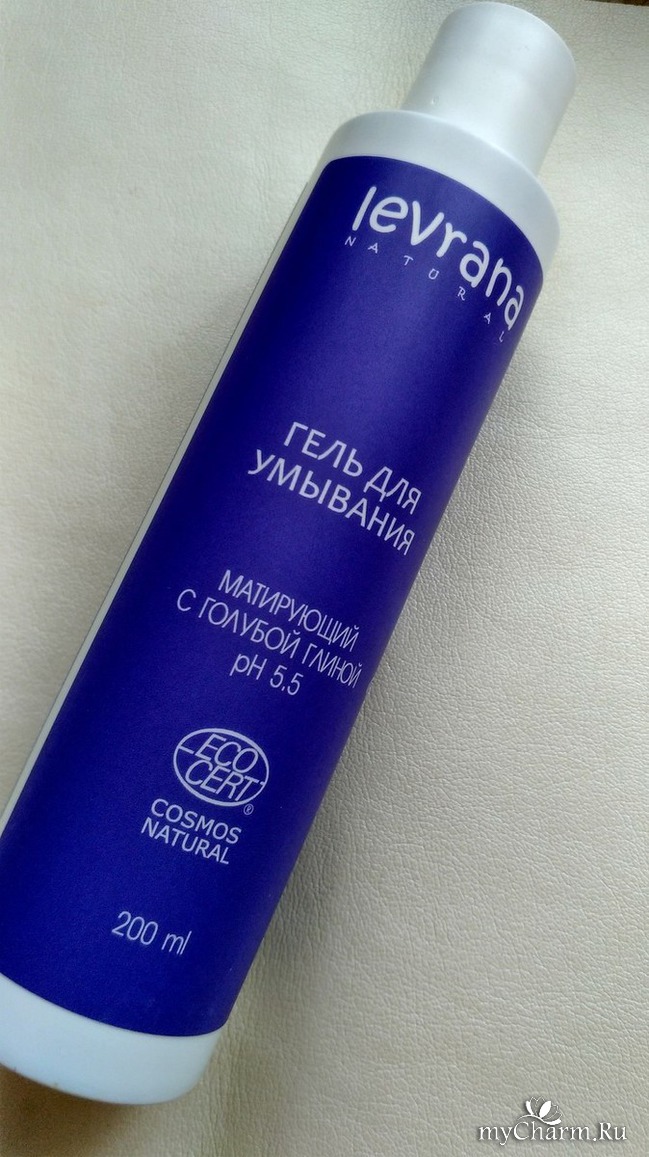 levrana
NATURAL
ГЕЛЬ ДЛЯ
УМЫВАНИЯ
МАТИРУЮЩИЙ
С ГОЛУБОЙ ГЛИНОЙ
pH 5.5
ECO
CERT
®
COSMOS
NATURAL
200 ml
myCharm.Ru